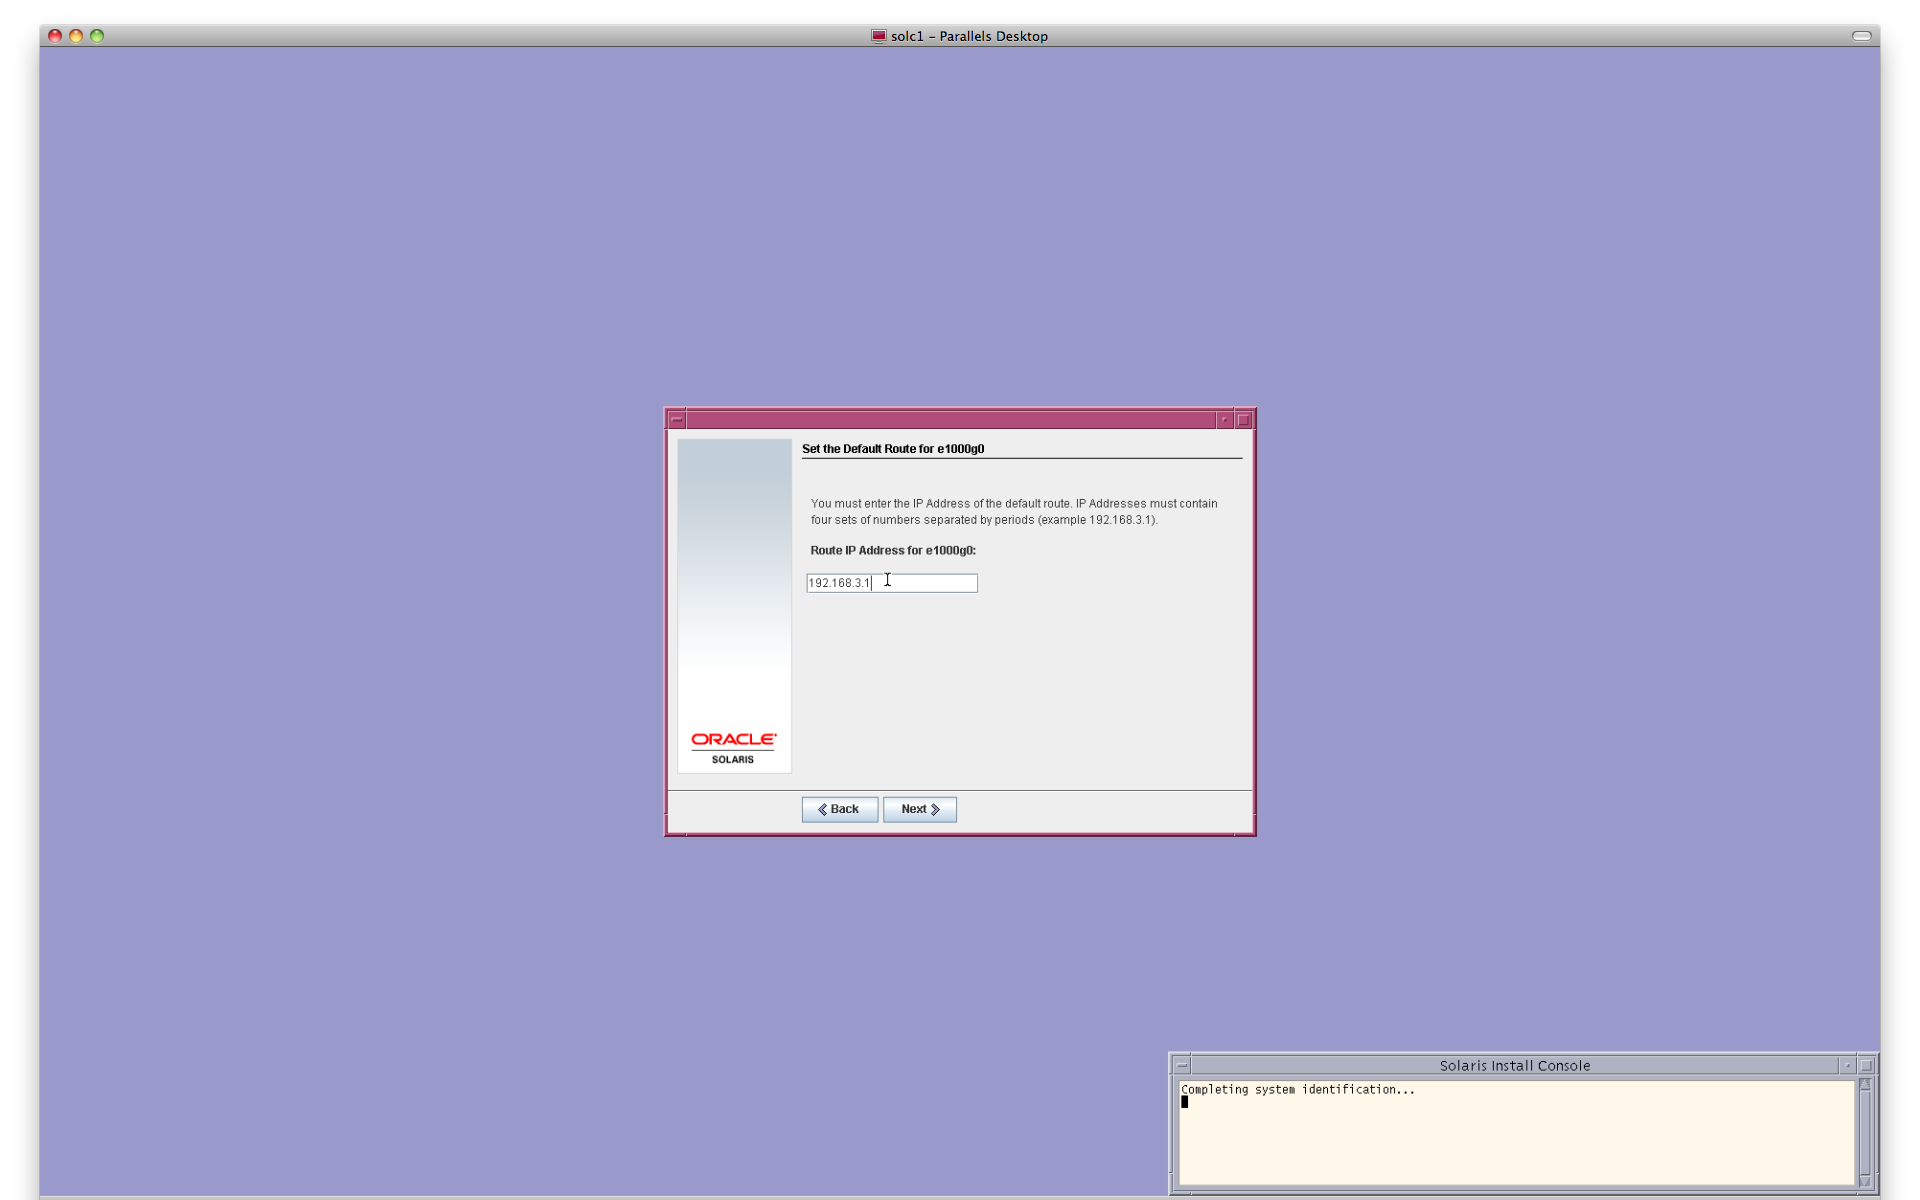 solc1 – Parallels Desktop
Set the Default Route for e1000g0
You must enter the IP Address of the default route. IP Addresses must contain
four sets of numbers separated by periods (example 192.168.3.1).
Route IP Address for e1000g0:
192.168.3.1
ORACLE
SOLARIS
Back
Next
Solaris Install Console
Completing system identification...